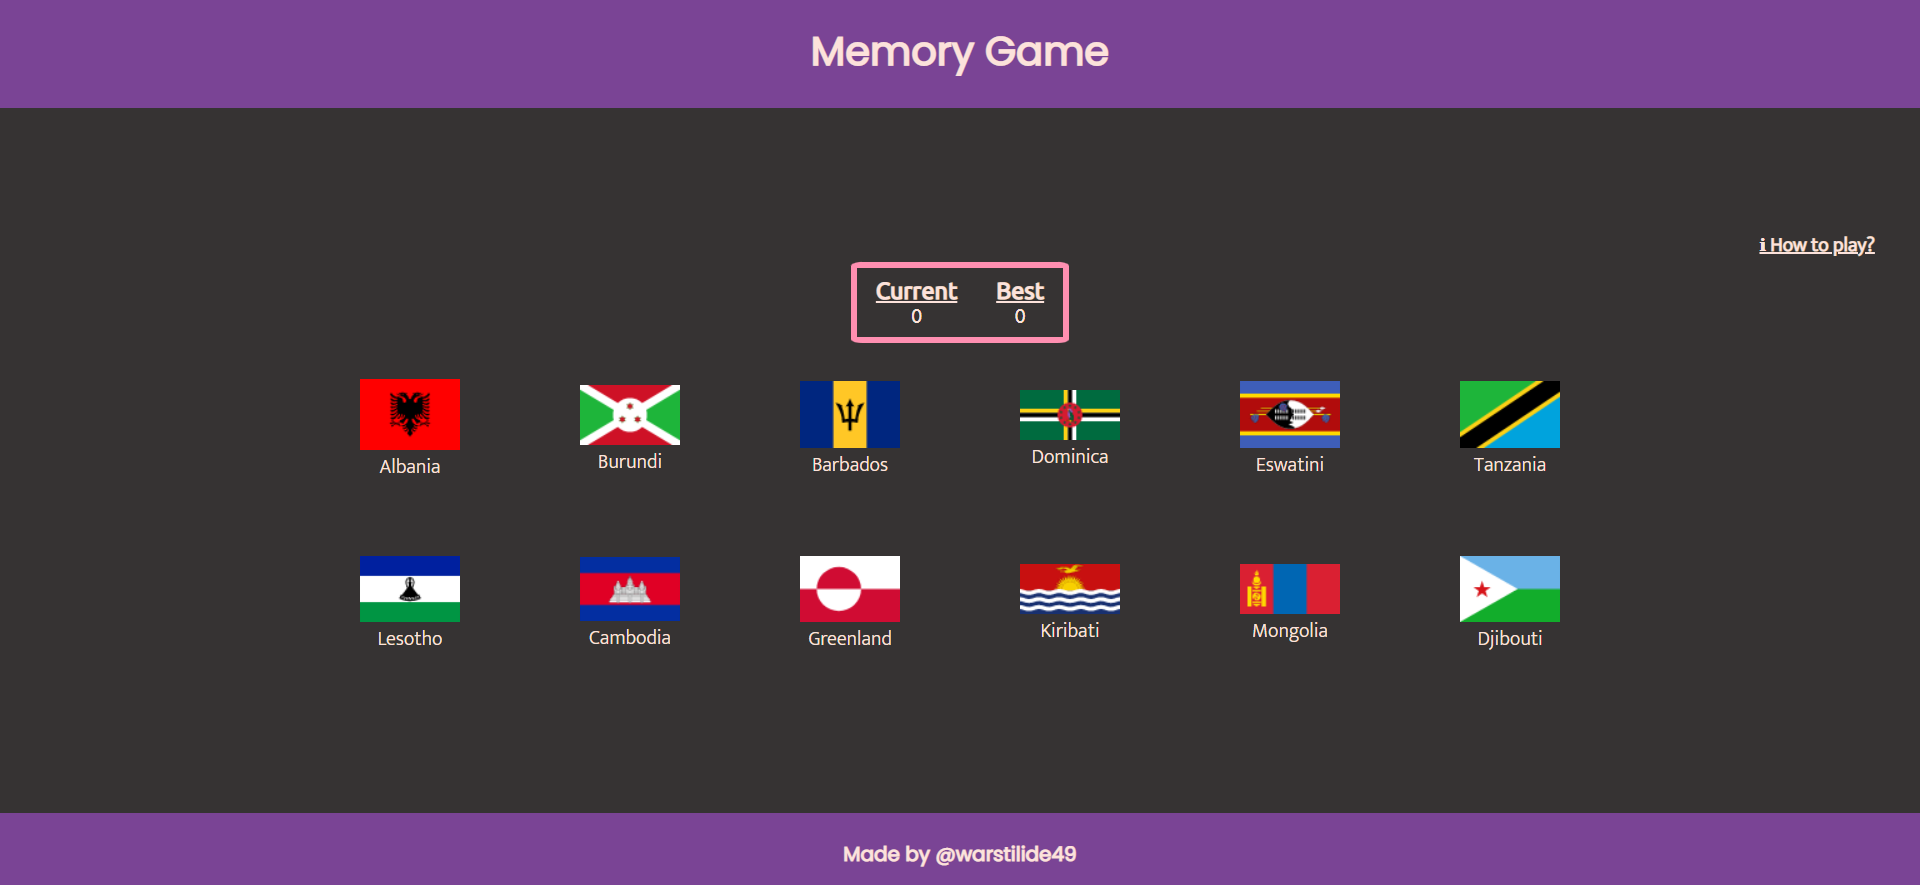 Memory Game
i How to play?
Current Best
0 0
Albania Burundi Barbados Dominica Eswatini Tanzania
Lesotho Cambodia Greenland Kiribati Mongolia Djibouti
Made by @warstilide49